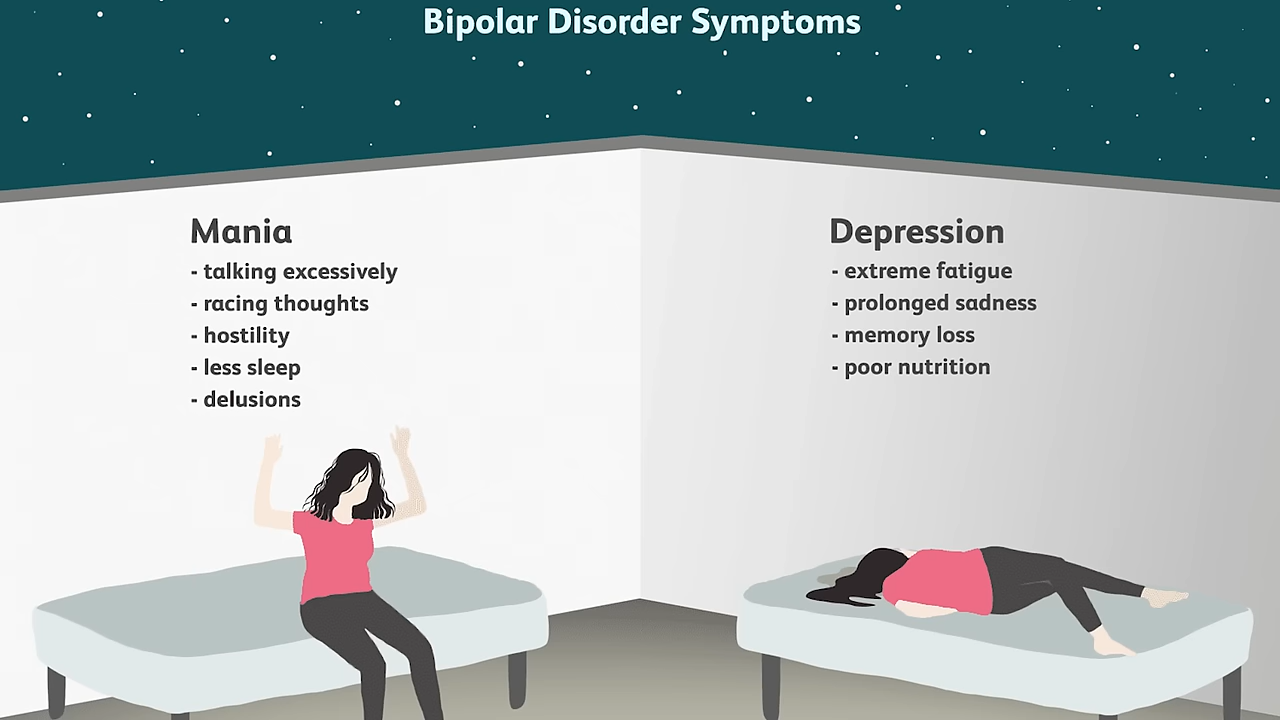 Bipolar Disorder Symptoms
Mania
- talking excessively
- racing thoughts
- hostility
- less sleep
- delusions
Depression
- extreme fatigue
- prolonged sadness
- memory loss
- poor nutrition